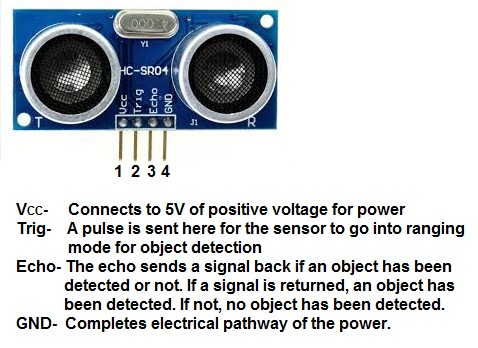 4.000
Y1
HC-SR04
Vcc Trig Echo GND
T J1 R
1 2 3 4
Vcc- Connects to 5V of positive voltage for power
Trig- A pulse is sent here for the sensor to go into ranging
mode for object detection
Echo- The echo sends a signal back if an object has been
detected or not. If a signal is returned, an object has
been detected. If not, no object has been detected.
GND- Completes electrical pathway of the power.